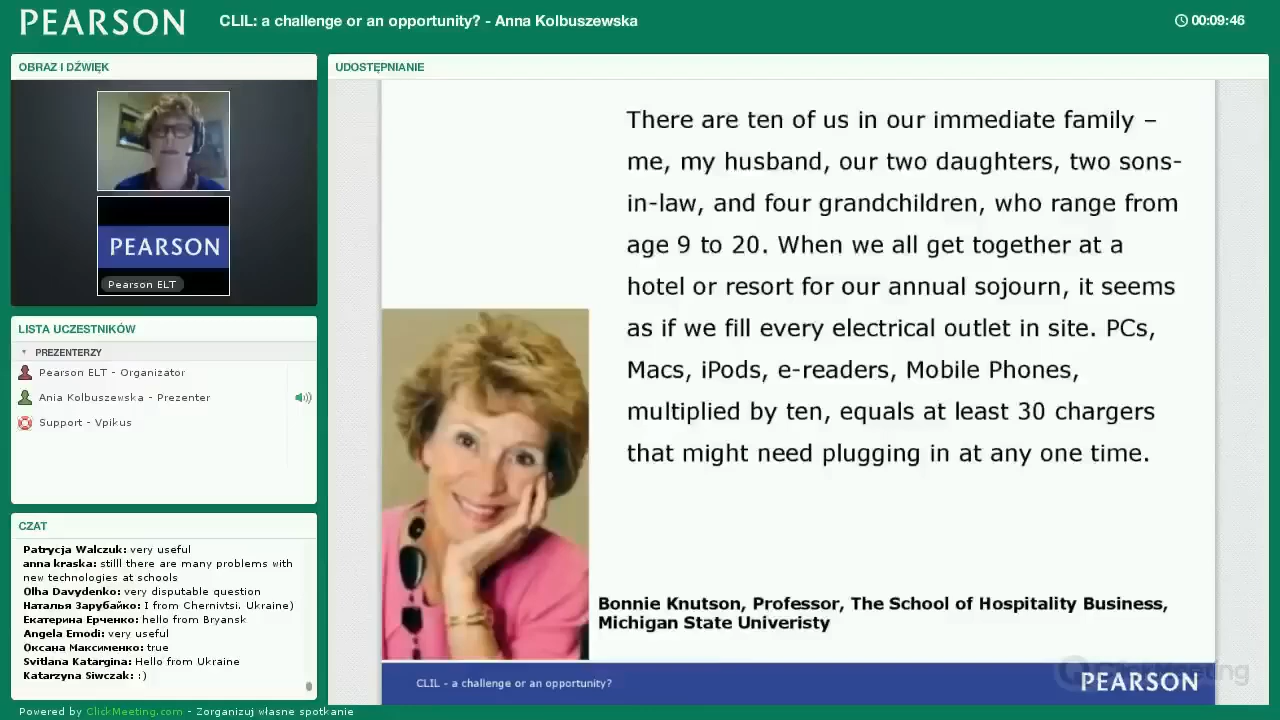 PEARSON
CLIL: a challenge or an opportunity? - Anna Kolbuszewska
00:09:46
OBRAZ I DŹWIĘK
PEARSON
Pearson ELT
LISTA UCZESTNIKÓW
PREZENTERZY
Pearson ELT - Organizator
Ania Kolbuszewska - Prezenter
Support - Vpikus
CZAT
Patrycja Walczuk: very useful
anna kraska: stilll there are many problems with
new technologies at schools
Olha Davydenko: very disputable question
Наталья Зарубайко: I from Chernivtsi. Ukraine)
Екатерина Ерченко: hello from Bryansk
Angela Emodi: very useful
Оксана Максименко: true
Svitlana Katargina: Hello from Ukraine
Katarzyna Siwczak: :)
UDOSTĘPNIANIE
There are ten of us in our immediate family –
me, my husband, our two daughters, two sons-
in-law, and four grandchildren, who range from
age 9 to 20. When we all get together at a
hotel or resort for our annual sojourn, it seems
as if we fill every electrical outlet in site. PCs,
Macs, iPods, e-readers, Mobile Phones,
multiplied by ten, equals at least 30 chargers
that might need plugging in at any one time.
Bonnie Knutson, Professor, The School of Hospitality Business,
Michigan State Univeristy
CLIL - a challenge or an opportunity?
ClickMeeting
PEARSON
Powered by ClickMeeting.com - Zorganizuj własne spotkanie